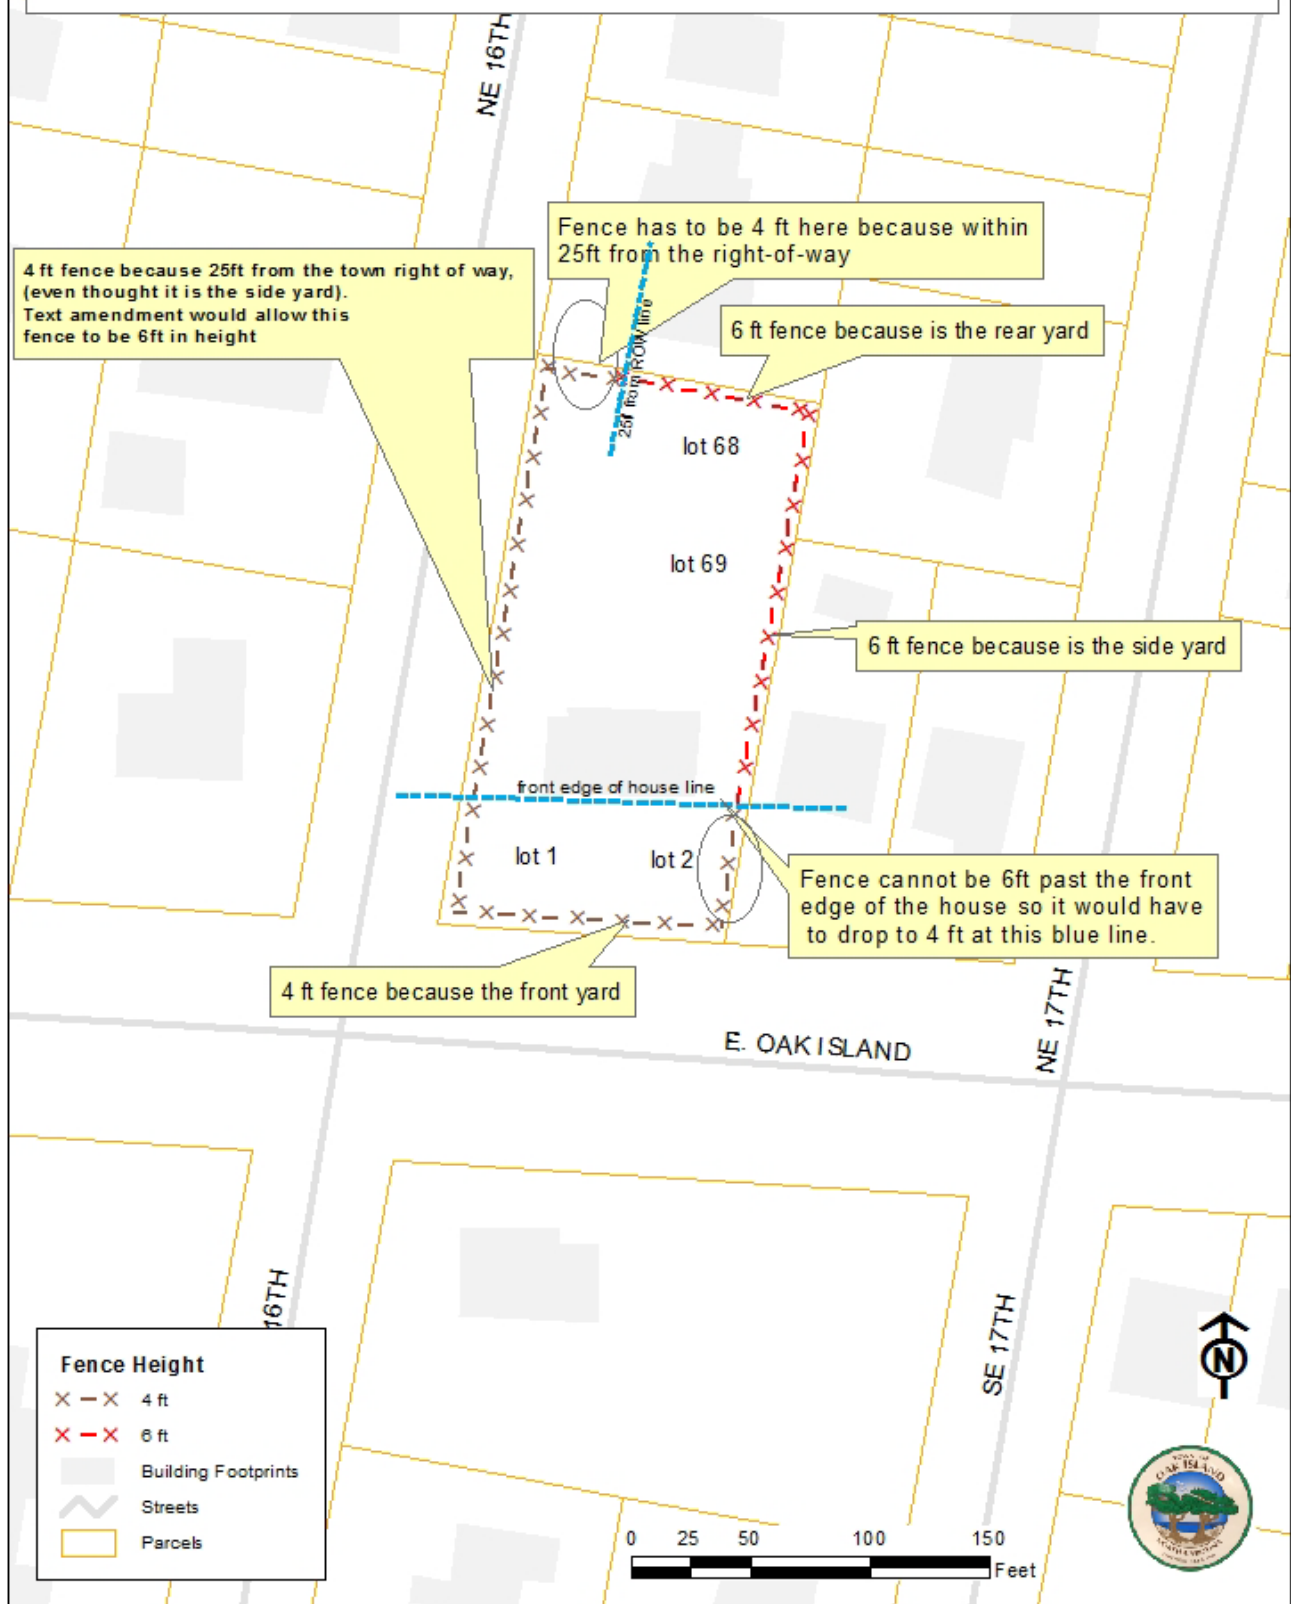 NE 16TH
Fence has to be 4 ft here because within
25ft from the right-of-way
4 ft fence because 25ft from the town right of way,
(even thought it is the side yard).
Text amendment would allow this
fence to be 6ft in height
6 ft fence because is the rear yard
25ft from ROW line
lot 68
lot 69
6 ft fence because is the side yard
front edge of house line
lot 1
lot 2
Fence cannot be 6ft past the front
edge of the house so it would have
to drop to 4 ft at this blue line.
4 ft fence because the front yard
NE 17TH
E. OAK ISLAND
16TH
SE 17TH
Fence Height
4 ft
6 ft
Building Footprints
Streets
Parcels
N
OAK ISLAND
0 25 50 100 150
Feet